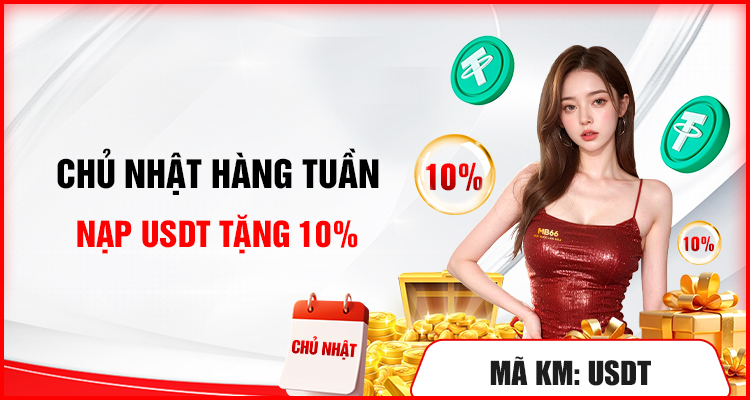 CHỦ NHẬT HÀNG TUẦN
NẠP USDT TẶNG 10%
10%
10%
MB66
CHỦ NHẬT
MÃ KM: USDT